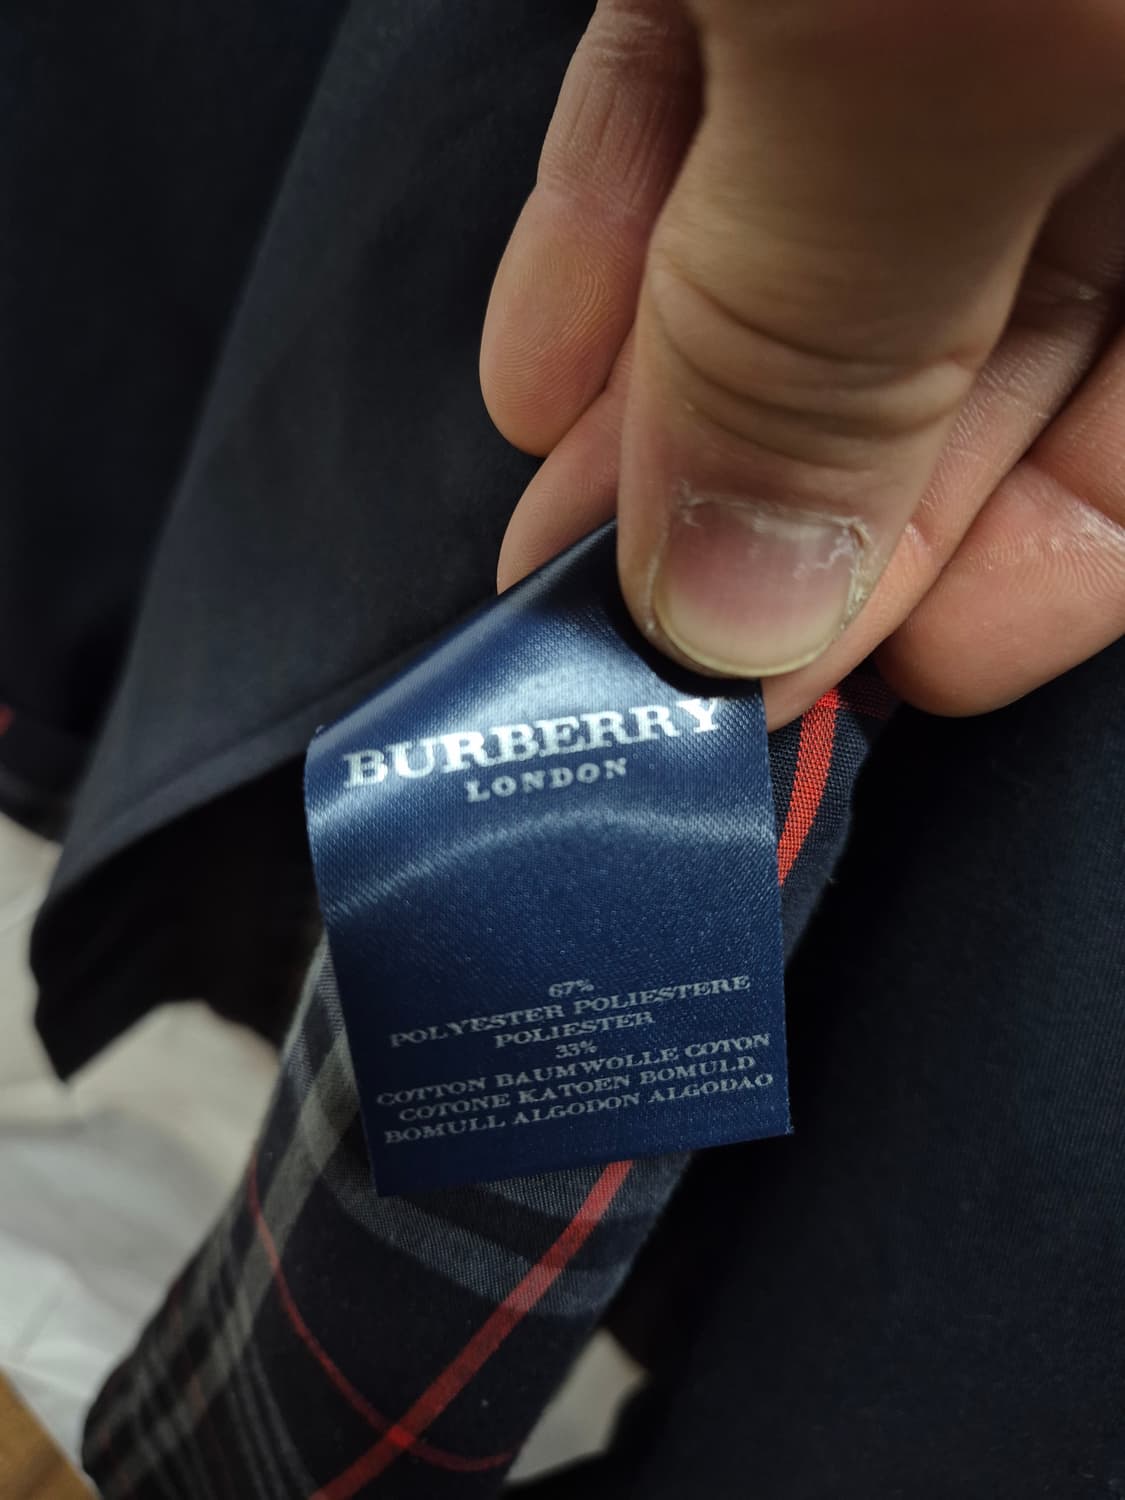 BURBERRY
LONDON
67%
POLYESTER POLIESTERE
POLIESTER
33%
COTTON BAUMWOLLE COTON
COTONE KATOEN BOMULD
BOMULL ALGODON ALGODAO